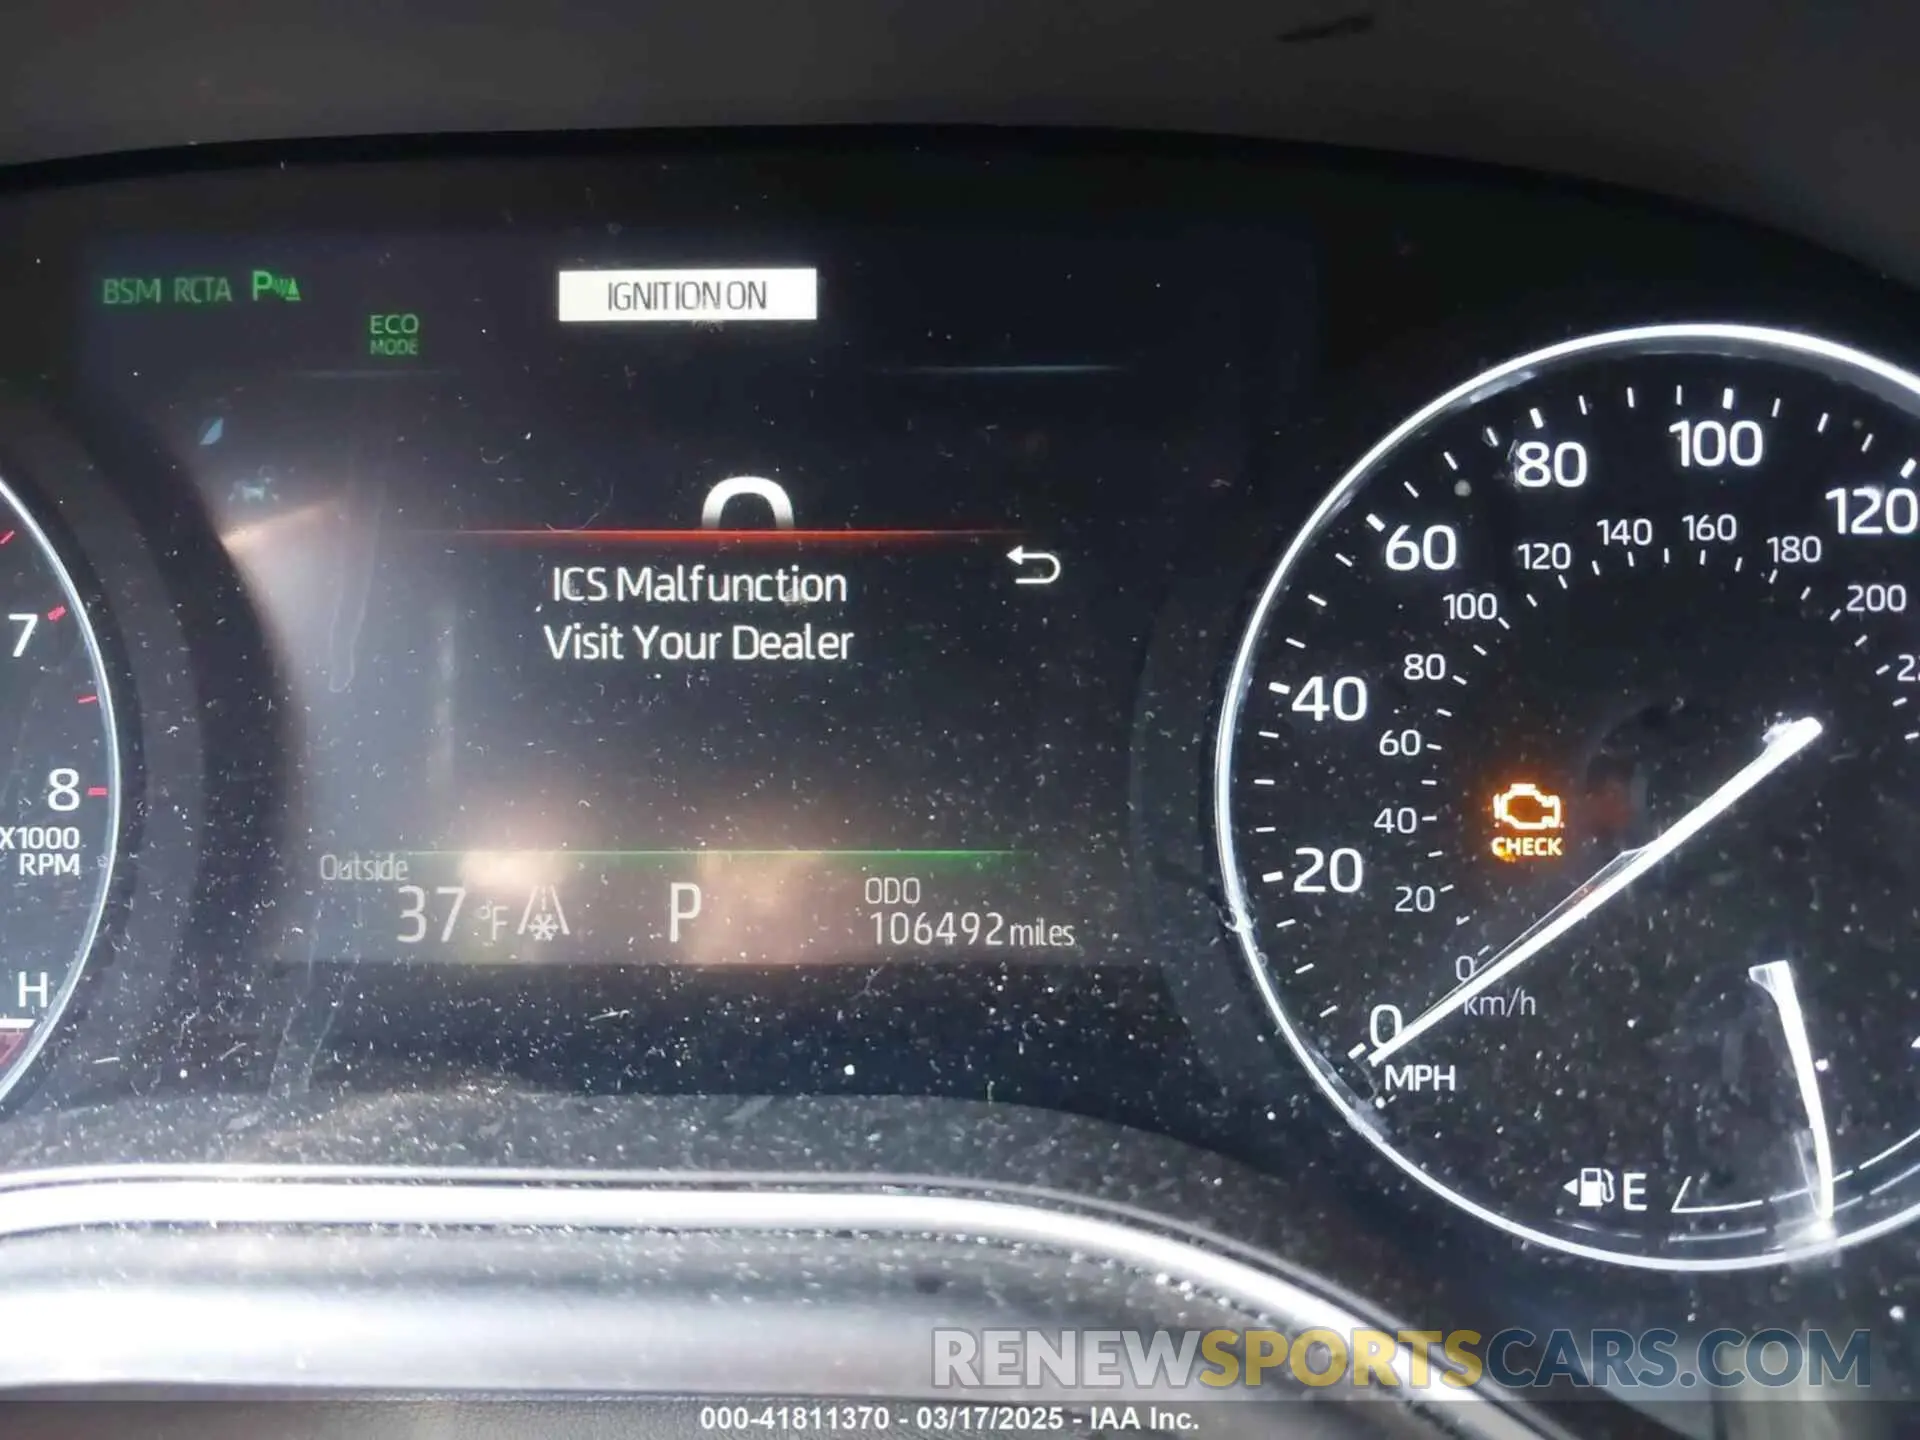 BSM RCTA P
IGNITION ON
ECO
MODE
0
ICS Malfunction
Visit Your Dealer
Outside
37 °F
P
ODO
106492 miles
7
8
X1000
RPM
H
0
20
40
60
80
100
120
MPH
0
20
40
60
80
100
120
140
160
180
200
km/h
CHECK
E
RENEWSPORTSCARS.COM
000-41811370 - 03/17/2025 - IAA Inc.